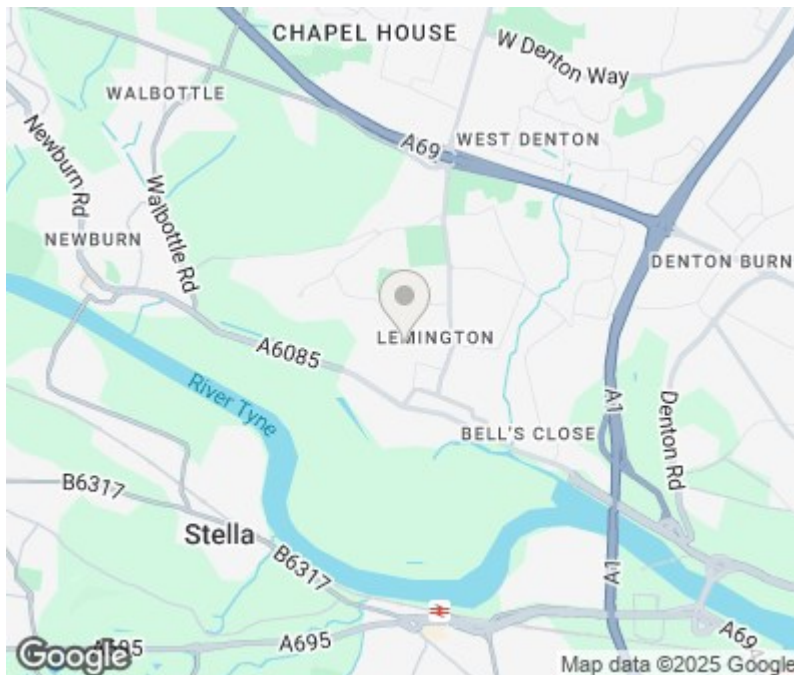 CHAPEL HOUSE
W Denton Way
WALBOTTLE
A69
WEST DENTON
Newburn Rd
Walbottle Rd
NEWBURN
DENTON BURN
LEMINGTON
A6085
River Tyne
A1
Denton Rd
BELL'S CLOSE
B6317
Stella
B6317
A1
A695
A695
A69
Google
Map data ©2025 Google